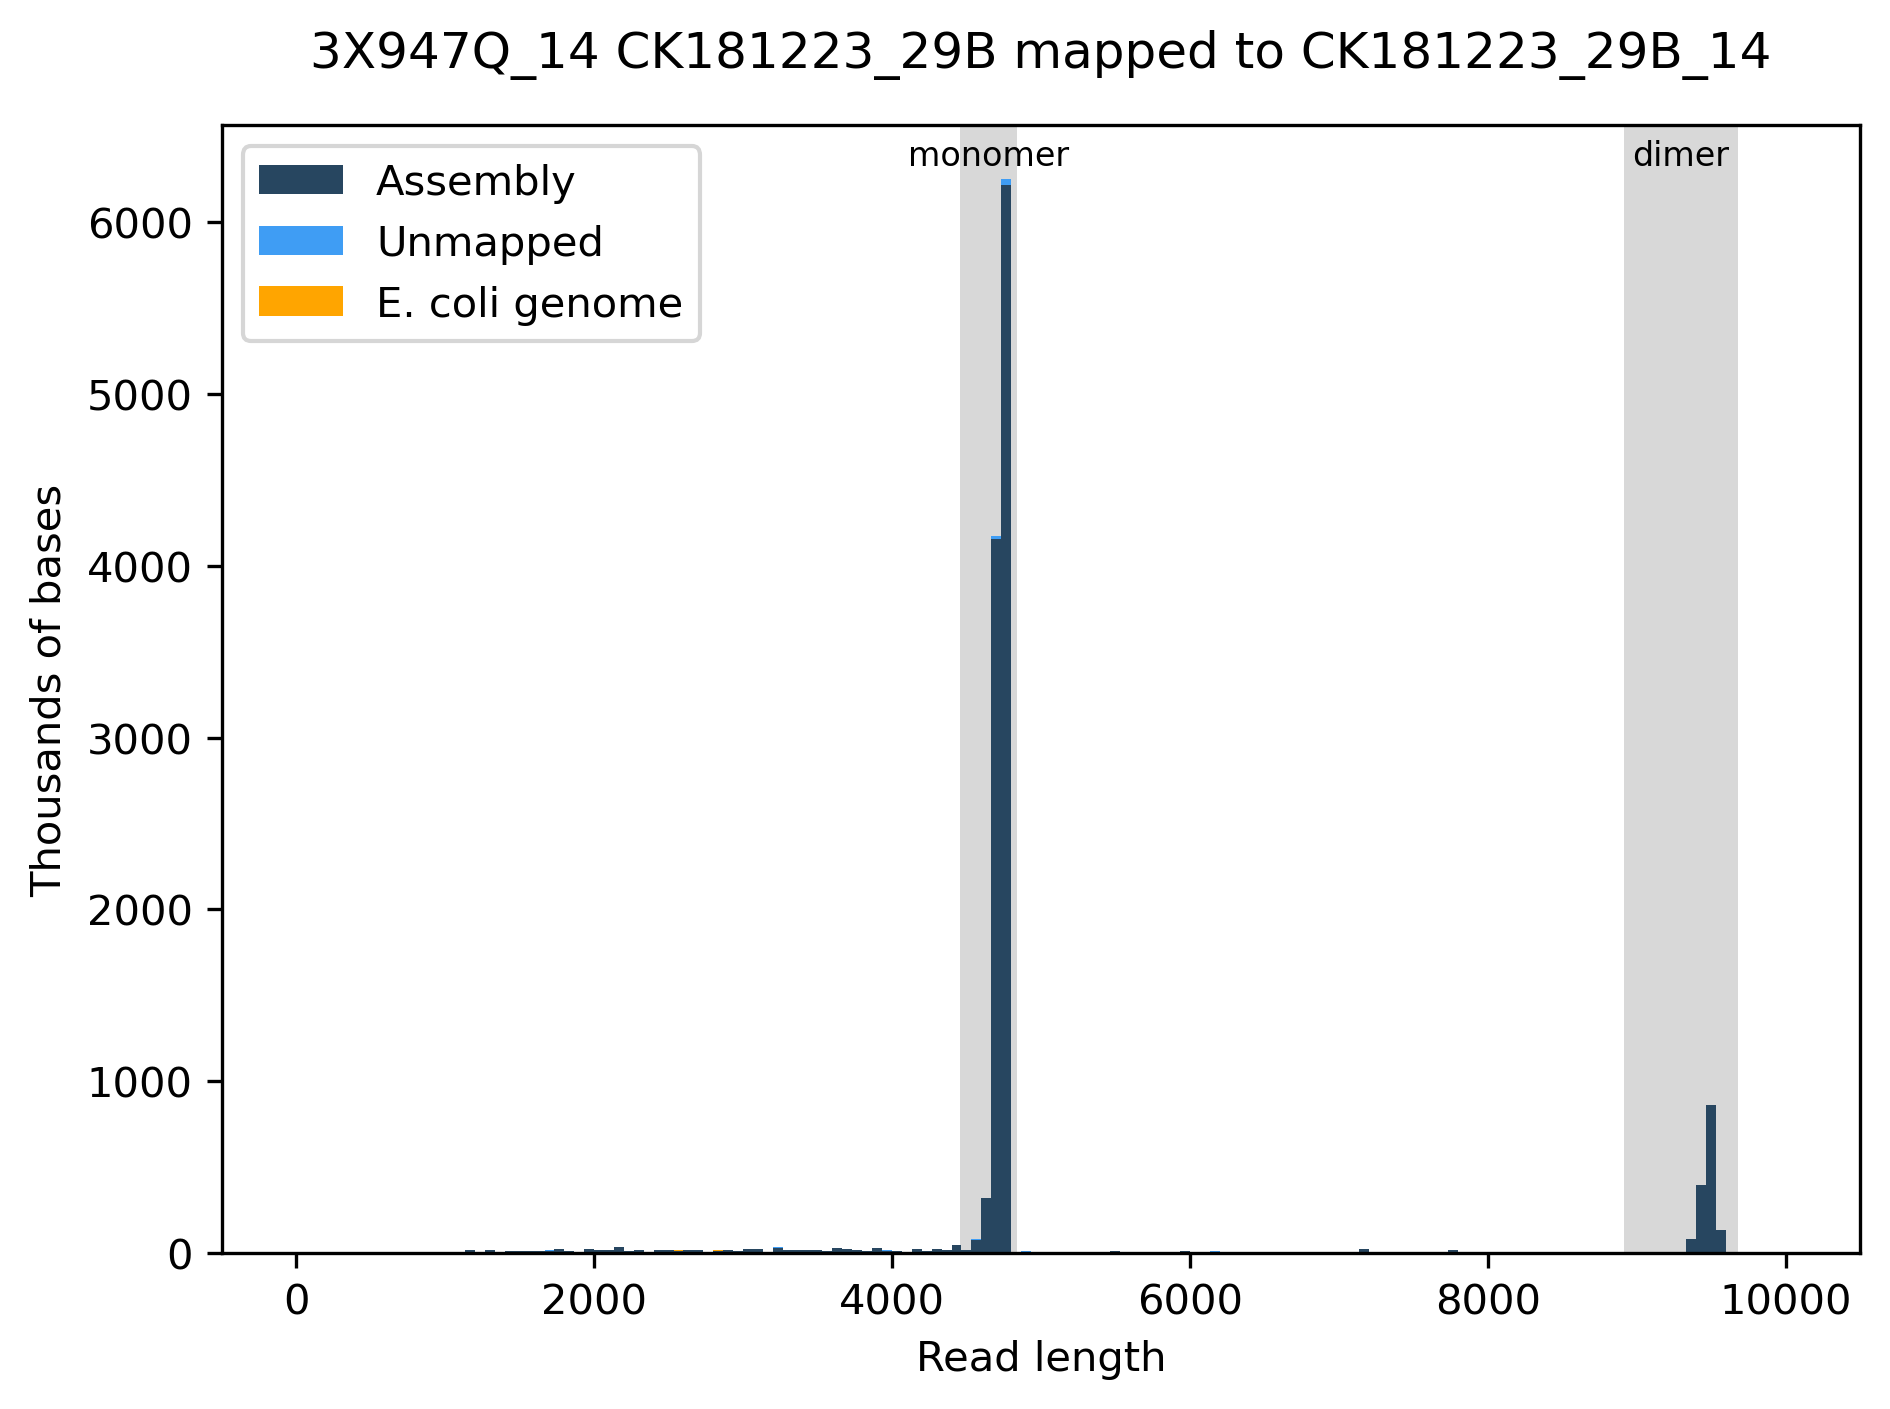 3X947Q_14 CK181223_29B mapped to CK181223_29B_14
Assembly
Unmapped
E. coli genome
monomer
dimer
6000
5000
4000
3000
2000
1000
0
Thousands of bases
0 2000 4000 6000 8000 10000
Read length